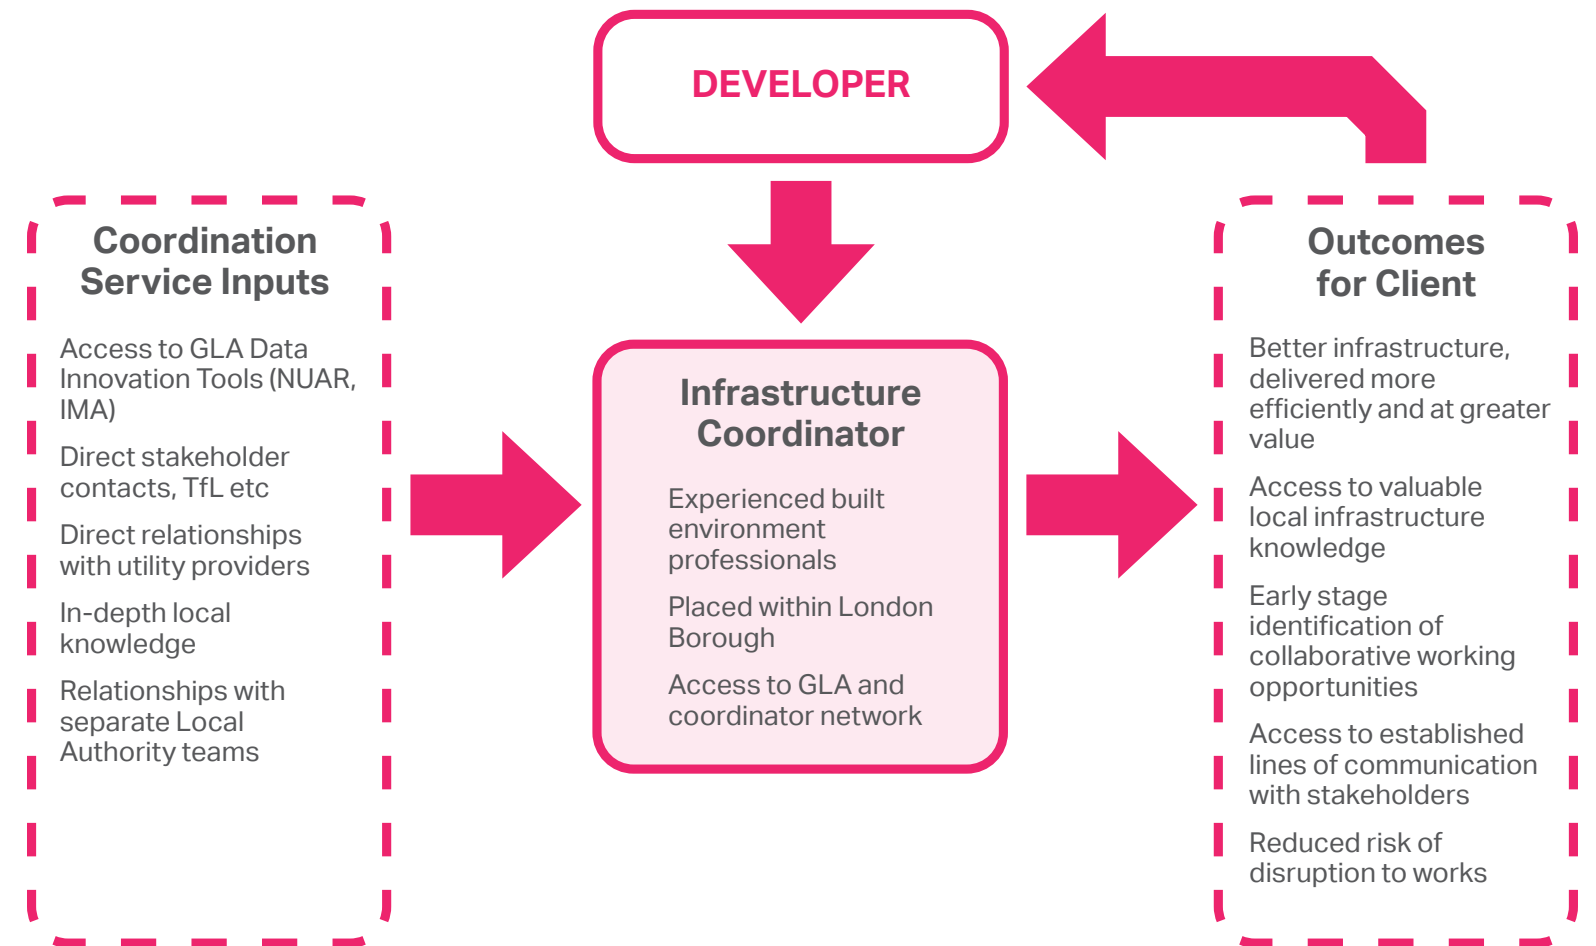 DEVELOPER
Coordination
Service Inputs
Access to GLA Data
Innovation Tools (NUAR,
IMA)
Direct stakeholder
contacts, TfL etc
Direct relationships
with utility providers
In-depth local
knowledge
Relationships with
separate Local
Authority teams
Infrastructure
Coordinator
Experienced built
environment
professionals
Placed within London
Borough
Access to GLA and
coordinator network
Outcomes
for Client
Better infrastructure,
delivered more
efficiently and at greater
value
Access to valuable
local infrastructure
knowledge
Early stage
identification of
collaborative working
opportunities
Access to established
lines of communication
with stakeholders
Reduced risk of
disruption to works